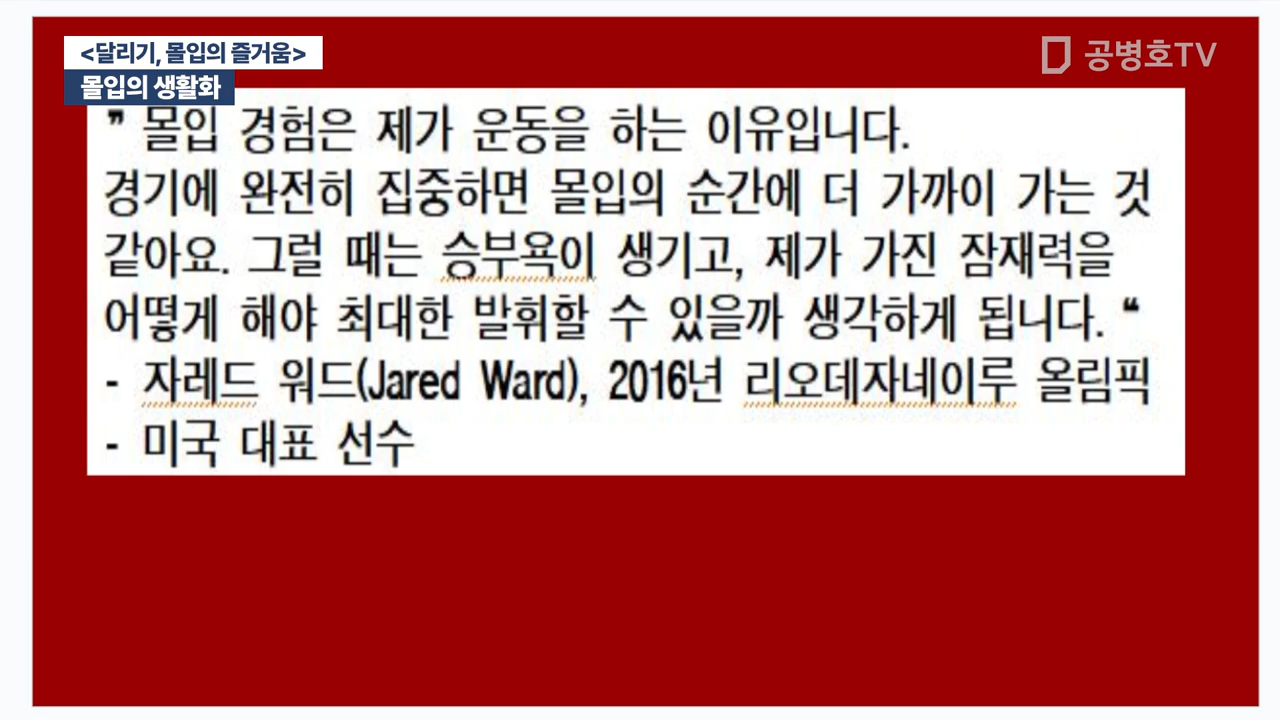 <달리기, 몰입의 즐거움>
몰입의 생활화
공병호TV
" 몰입 경험은 제가 운동을 하는 이유입니다.
경기에 완전히 집중하면 몰입의 순간에 더 가까이 가는 것
같아요. 그럴 때는 승부욕이 생기고, 제가 가진 잠재력을
어떻게 해야 최대한 발휘할 수 있을까 생각하게 됩니다. “
- 자레드 워드(Jared Ward), 2016년 리오데자네이루 올림픽
- 미국 대표 선수